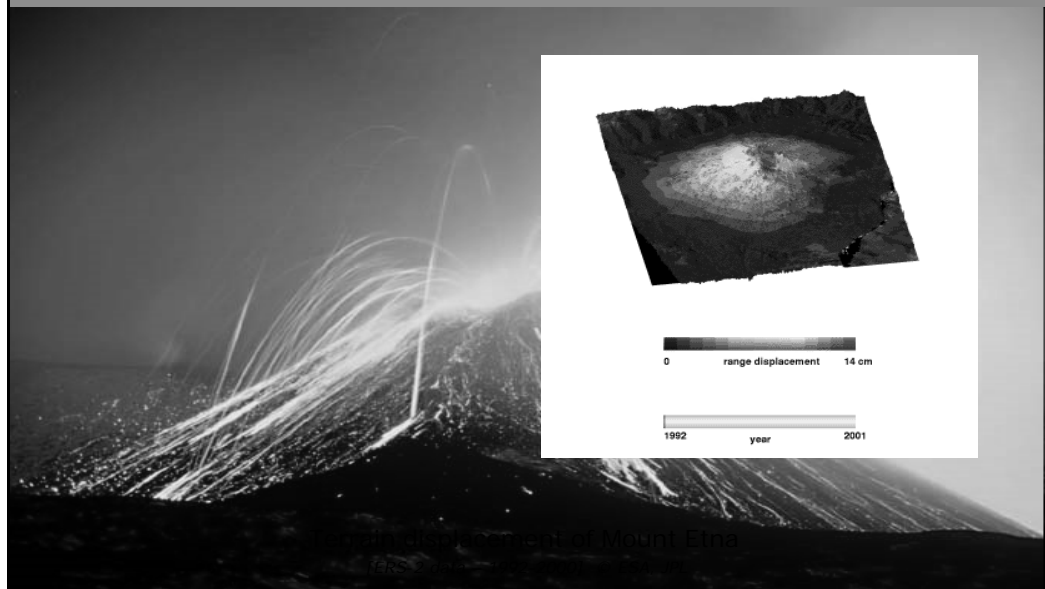 0 range displacement 14 cm
1992 year 2001
Terrain displacement of Mount Etna